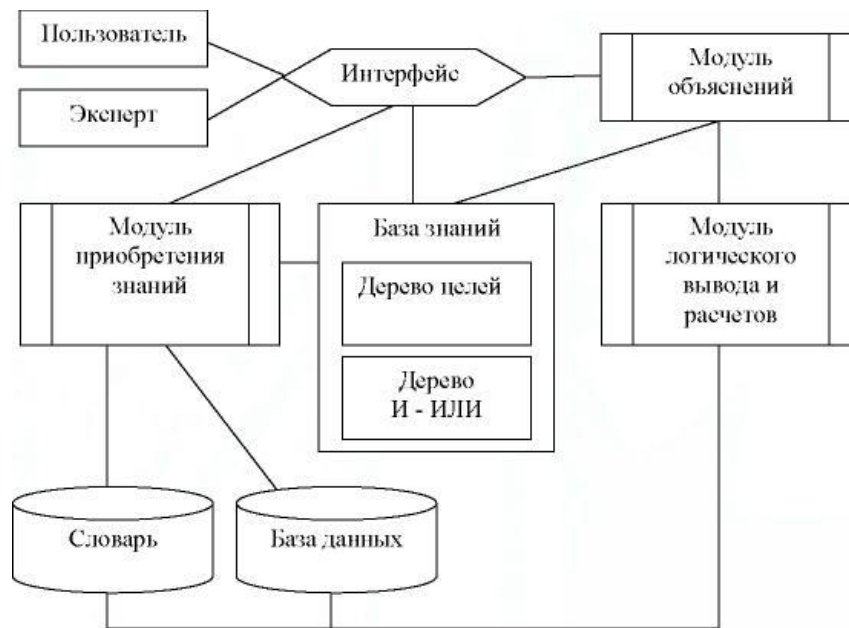 Пользователь
Эксперт
Интерфейс
Модуль
объяснений
Модуль
приобретения
знаний
База знаний
Дерево целей
Дерево
И - ИЛИ
Модуль
логического
вывода и
расчетов
Словарь
База данных